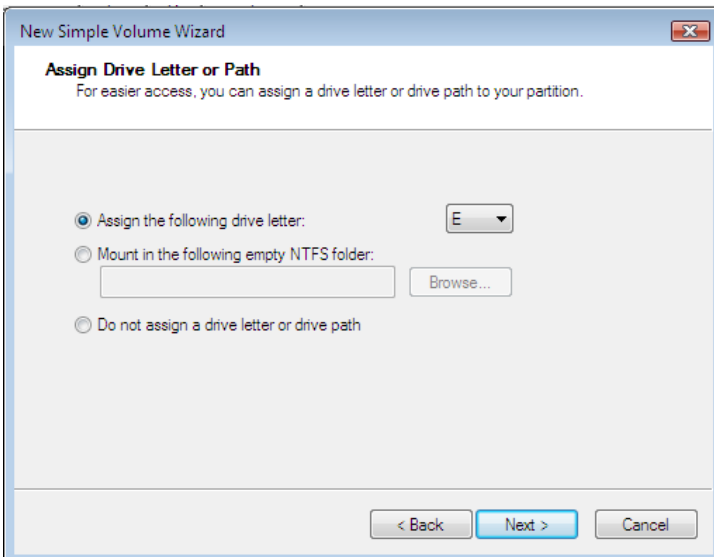 New Simple Volume Wizard
Assign Drive Letter or Path
For easier access, you can assign a drive letter or drive path to your partition.
Assign the following drive letter: E
Mount in the following empty NTFS folder:
Browse...
Do not assign a drive letter or drive path
< Back Next > Cancel